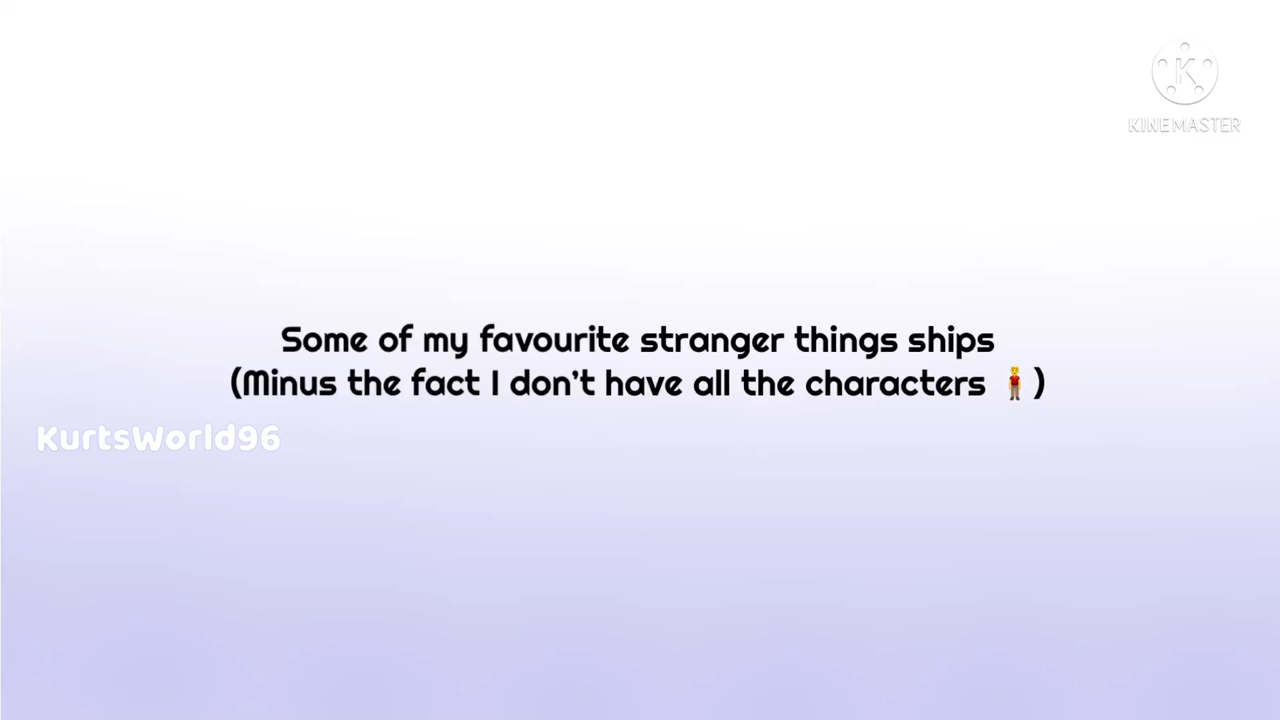 K
KINEMASTER
Some of my favourite stranger things ships
(Minus the fact I don't have all the characters 🧍)
KurtsWorld96